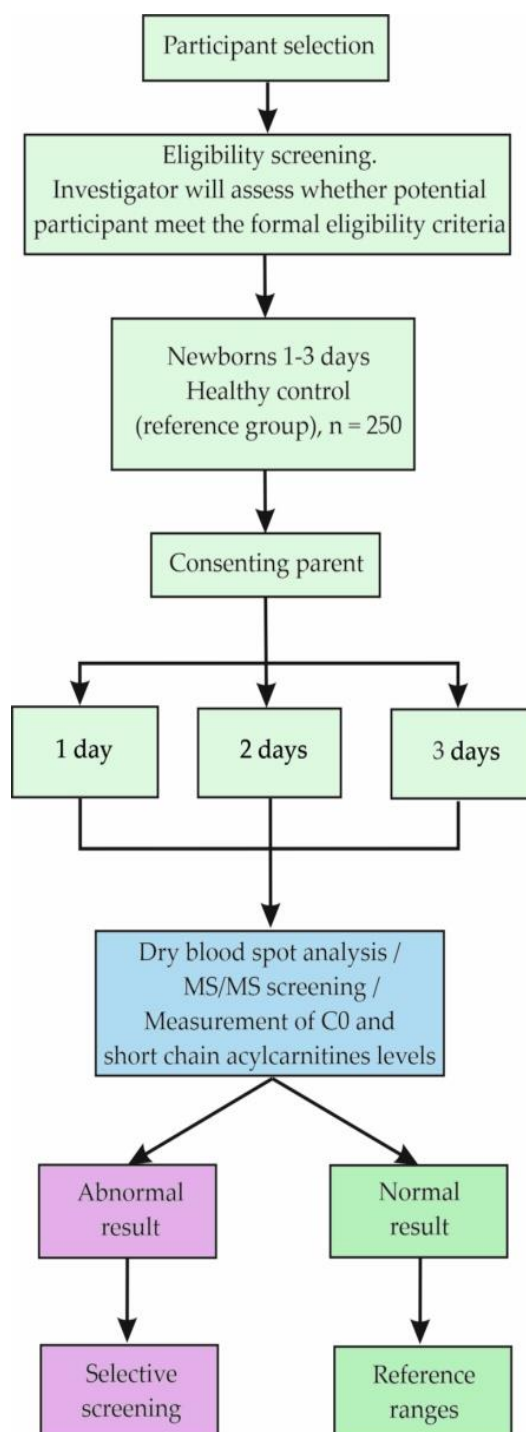 Participant selection
Eligibility screening.
Investigator will assess whether potential
participant meet the formal eligibility criteria
Newborns 1-3 days
Healthy control
(reference group), n = 250
Consenting parent
1 day
2 days
3 days
Dry blood spot analysis /
MS/MS screening /
Measurement of C0 and
short chain acylcarnitines levels
Abnormal
result
Normal
result
Selective
screening
Reference
ranges